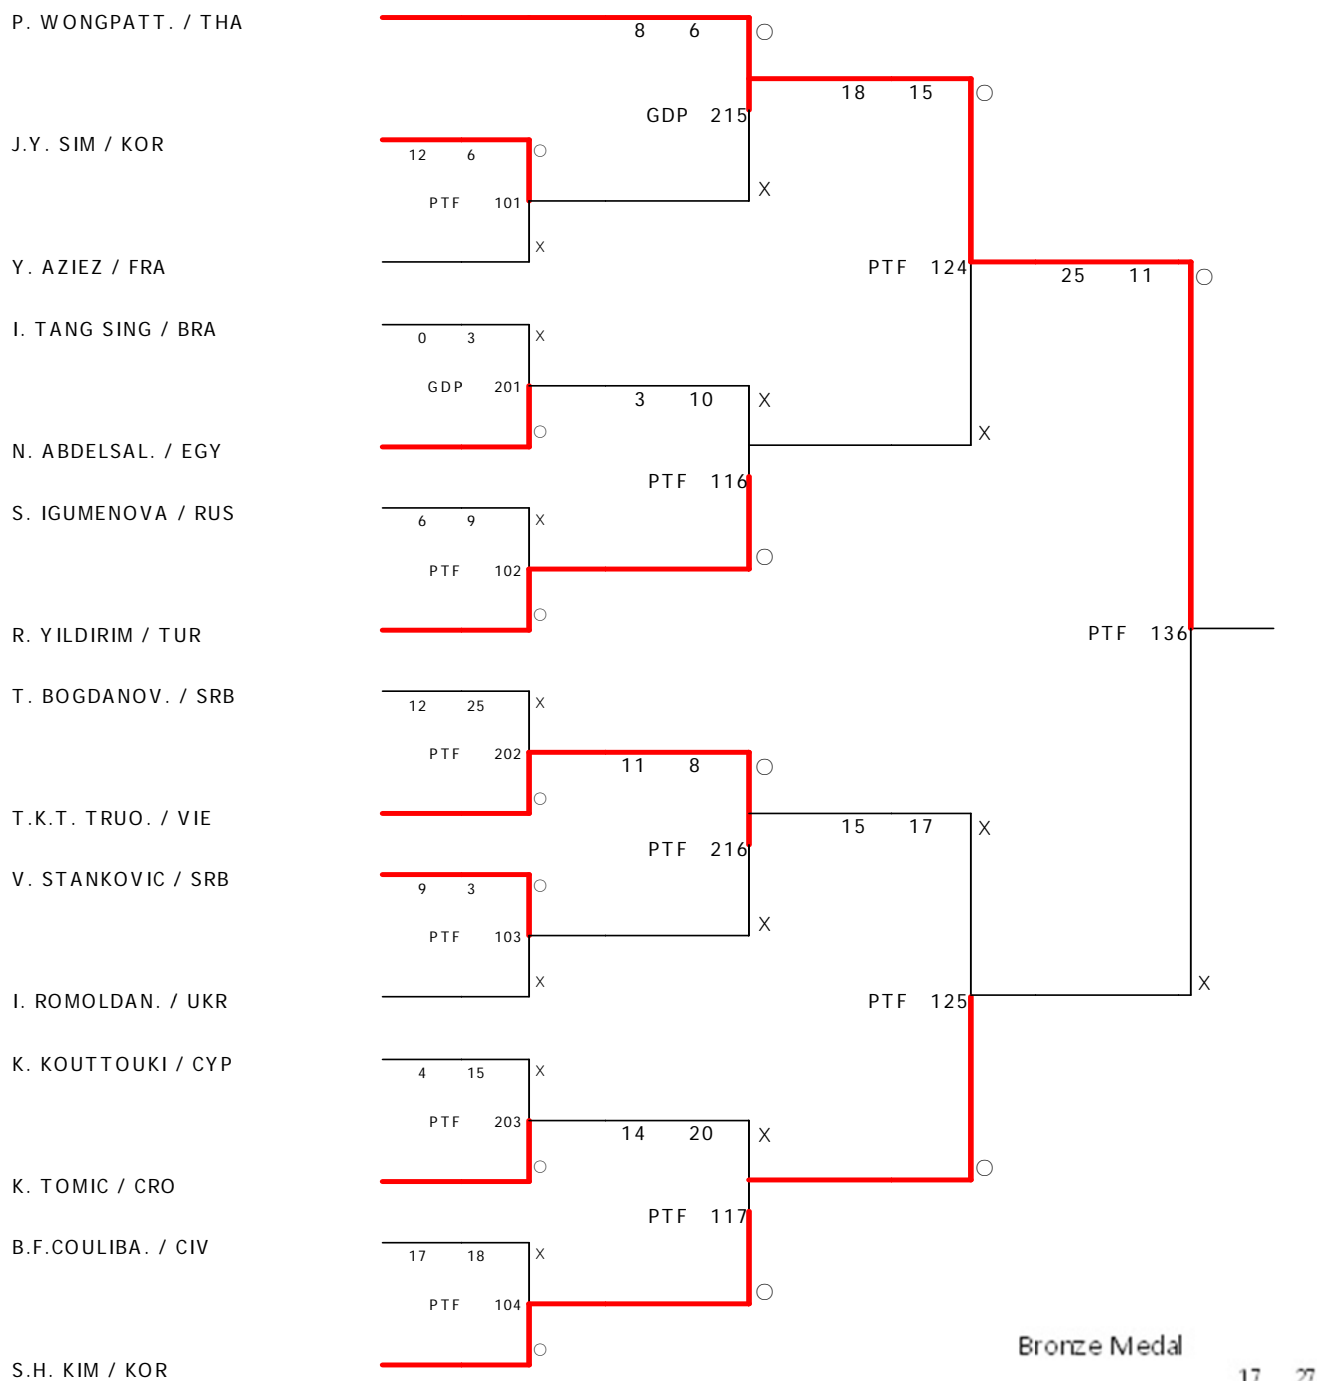 P. WONGPATT. / THA
8 6 ○
18 15 ○
GDP 215
J.Y. SIM / KOR
12 6 ○
PTF 101
X
X
Y. AZIEZ / FRA
PTF 124
25 11 ○
I. TANG SING / BRA
0 3 X
GDP 201
3 10 X
○
X
N. ABDELSAL. / EGY
PTF 116
S. IGUMENOVA / RUS
6 9 X
○
PTF 102
○
R. YILDIRIM / TUR
PTF 136
T. BOGDANOV. / SRB
12 25 X
PTF 202
11 8 ○
○
T.K.T. TRUO. / VIE
15 17 X
PTF 216
V. STANKOVIC / SRB
9 3 ○
X
PTF 103
X
X
I. ROMOLDAN. / UKR
PTF 125
K. KOUTTOUKI / CYP
4 15 X
PTF 203
14 20 X
○
○
K. TOMIC / CRO
PTF 117
B.F.COULIBA. / CIV
17 18 X
○
PTF 104
Bronze Medal
○
S.H. KIM / KOR
17 27